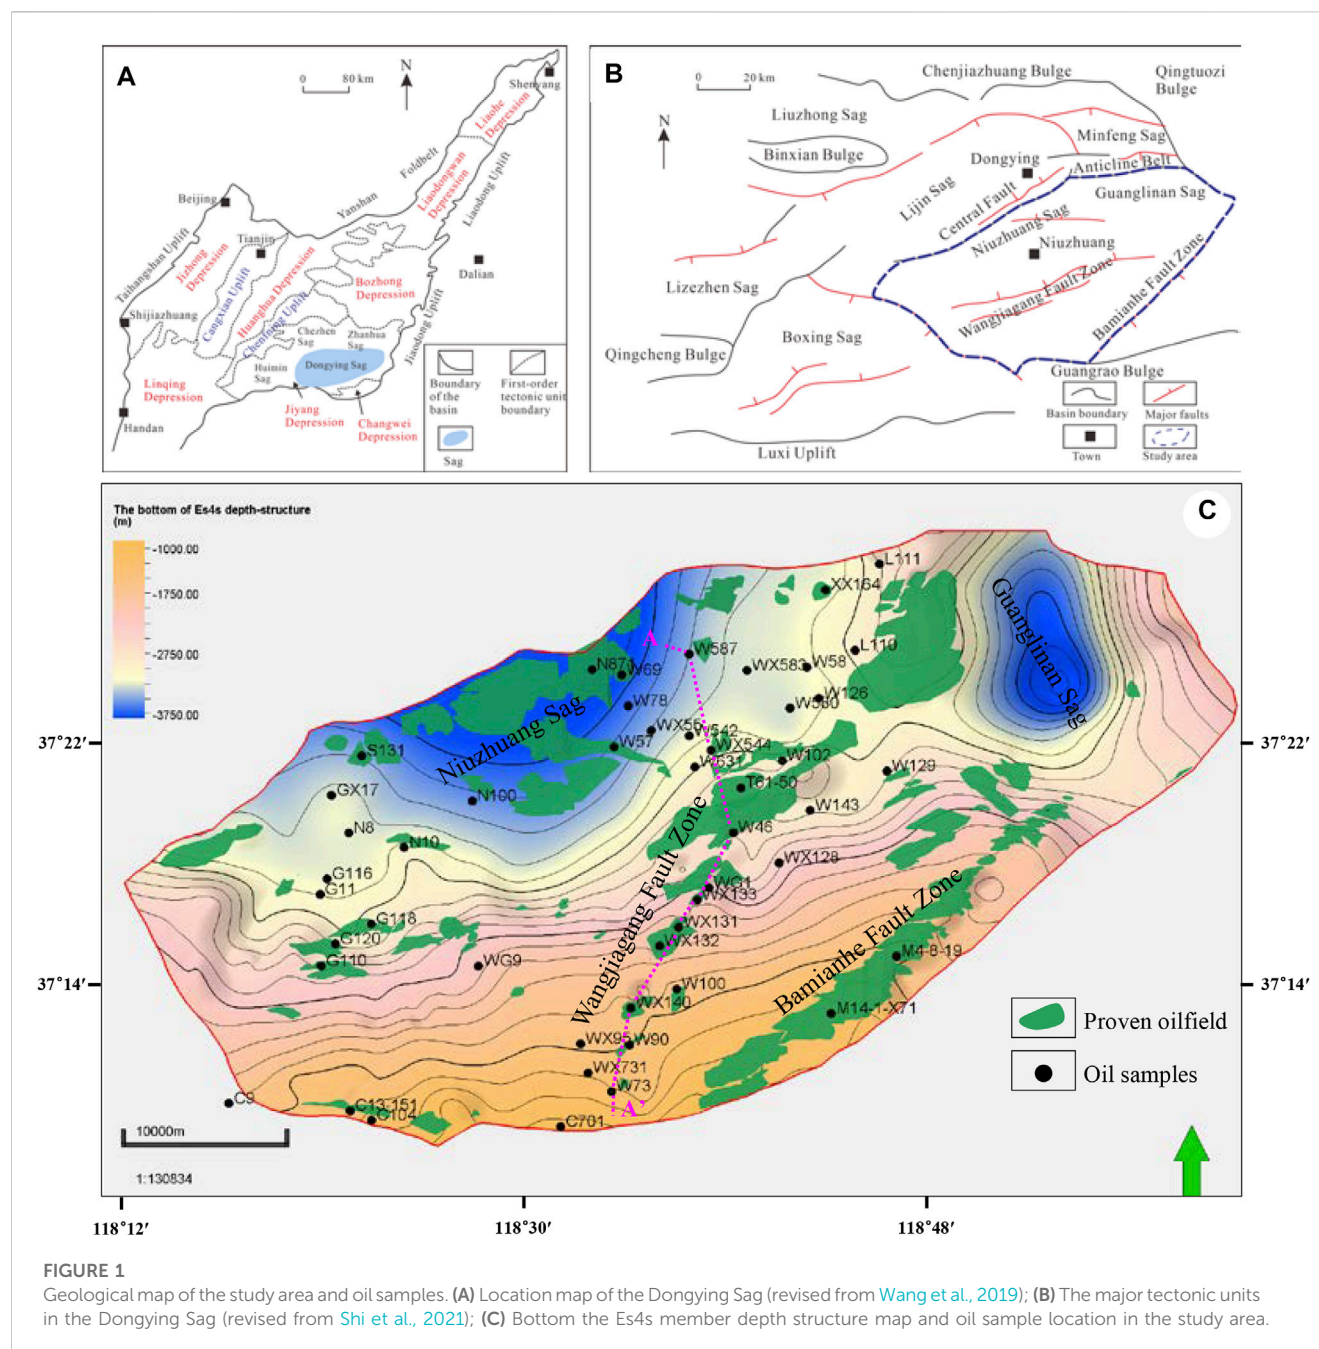 A
0 80 km
N
Shenyang
Liaohe
Depression
Foldbelt
Yanshan
Liaodongwan
Depression
Liaodong Uplift
Beijing
Tianjin
Dalian
Taihangshan Uplift
Jizhong
Depression
Cangxian Uplift
Huanghua Depression
Chenning Uplift
Bozhong
Depression
Jiaodong Uplift
Shijiazhuang
Chezhen
Sag
Zhanhua
Sag
Huimin
Sag
Dongying Sag
Linqing
Depression
Jiyang
Depression
Changwei
Depression
Handan
Boundary
of the
basin
First-order
tectonic unit
boundary
Sag
B
0 20 km
N
Chenjiazhuang Bulge
Qingtuozi
Bulge
Liuzhong Sag
Minfeng Sag
Binxian Bulge
Dongying
Anticline Belt
Lijin Sag
Central Fault
Guanglinan Sag
Niuzhuang Sag
Niuzhuang
Lizezhen Sag
Wangjiagang Fault Zone
Bamianhe Fault Zone
Boxing Sag
Qingcheng Bulge
Guangrao Bulge
Luxi Uplift
Basin boundary
Major faults
Town
Study area
C
The bottom of Es4s depth-structure
(m)
-1000.00
-1750.00
-2750.00
-3750.00
L111
XX164
Guanglinan Sag
A
W587
L110
N871
W69
WX583
W58
W78
W126
W580
Niuzhuang Sag
WX55
W542
W57
WX544
37°22′
37°22′
S131
W631
W102
W129
GX17
N100
T61-50
W143
N8
W46
N10
Wangjiagang Fault Zone
WX128
G116
G11
WG1
WX133
Bamianhe Fault Zone
G118
WX131
G120
WX132
G110
WG9
M4-8-19
37°14′
37°14′
W100
WX140
M14-1-X71
WX95
W90
WX731
W73
A’
C9
C13-151
C104
C701
Proven oilfield
Oil samples
10000m
1:130834
118°12′
118°30′
118°48′
FIGURE 1
Geological map of the study area and oil samples. (A) Location map of the Dongying Sag (revised from Wang et al., 2019); (B) The major tectonic units
in the Dongying Sag (revised from Shi et al., 2021); (C) Bottom the Es4s member depth structure map and oil sample location in the study area.